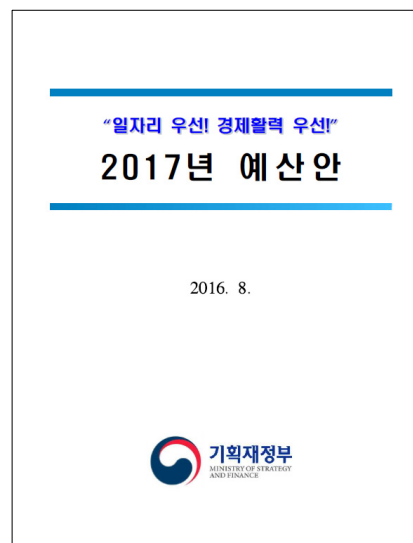 “일자리 우선! 경제활력 우선!”
2017년 예산안
2016. 8.
기획재정부
MINISTRY OF STRATEGY
AND FINANCE